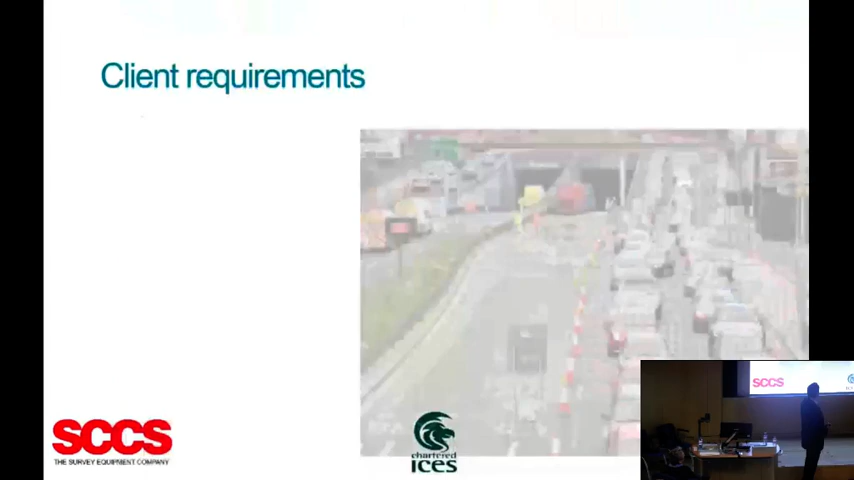 Client requirements
SCCS
THE SURVEY EQUIPMENT COMPANY
chartered
ices
SCCS